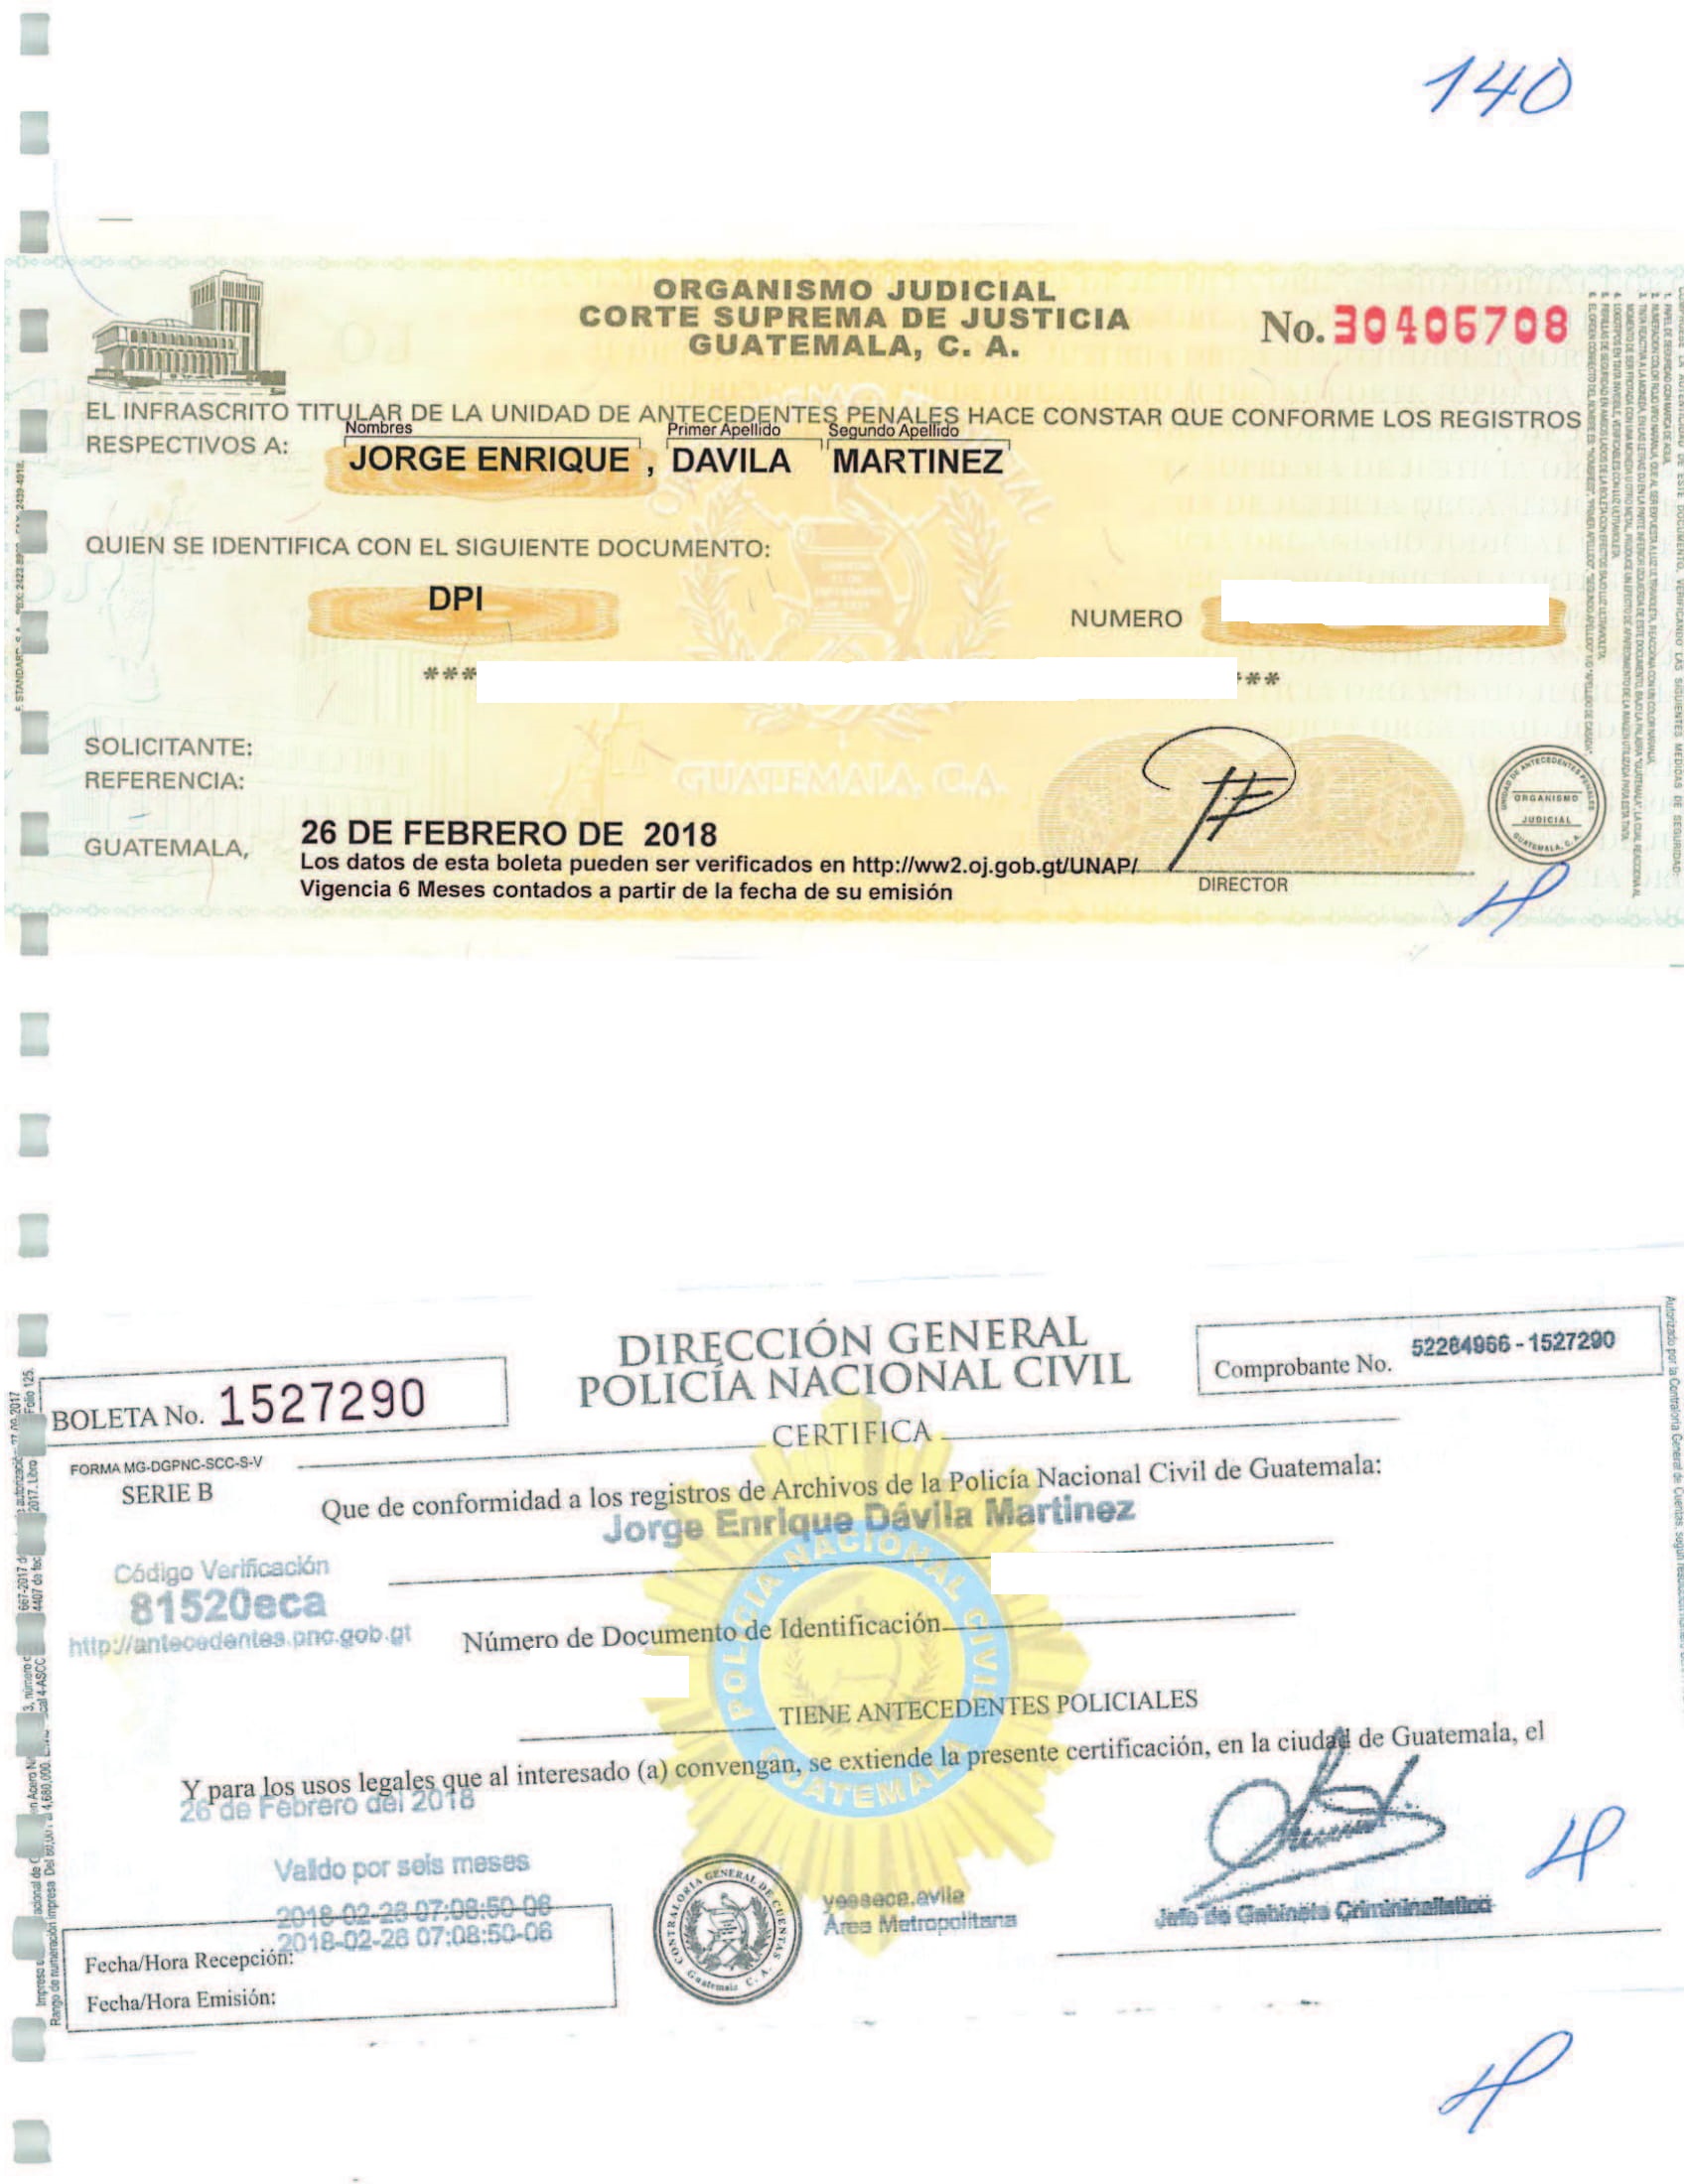 140
ORGANISMO JUDICIAL
CORTE SUPREMA DE JUSTICIA
GUATEMALA, C. A.
No. 30406708
EL INFRASCRITO TITULAR DE LA UNIDAD DE ANTECEDENTES PENALES HACE CONSTAR QUE CONFORME LOS REGISTROS
RESPECTIVOS A:
Nombres Primer Apellido Segundo Apellido
JORGE ENRIQUE , DAVILA MARTINEZ
QUIEN SE IDENTIFICA CON EL SIGUIENTE DOCUMENTO:
DPI
NUMERO
*** ***
SOLICITANTE:
REFERENCIA:
GUATEMALA, 26 DE FEBRERO DE 2018
Los datos de esta boleta pueden ser verificados en http://ww2.oj.gob.gt/UNAP/
Vigencia 6 Meses contados a partir de la fecha de su emisión
DIRECTOR
UNIDAD DE ANTECEDENTES PENALES
ORGANISMO
JUDICIAL
GUATEMALA, C. A.
GUATEMALA, C.A.
DIRECCIÓN GENERAL
POLICÍA NACIONAL CIVIL
BOLETA No. 1527290
Comprobante No. 52284966 - 1527290
CERTIFICA
FORMA MG-DGPNC-SCC-S-V
SERIE B
Que de conformidad a los registros de Archivos de la Policía Nacional Civil de Guatemala:
Jorge Enrique Dávila Martinez
Código Verificación
81520eca
http://antecedentes.pnc.gob.gt
Número de Documento de Identificación
TIENE ANTECEDENTES POLICIALES
Y para los usos legales que al interesado (a) convengan, se extiende la presente certificación, en la ciudad de Guatemala, el
26 de Febrero del 2018
Valido por seis meses
2018-02-26 07:08:50-06
2018-02-26 07:08:50-06
Fecha/Hora Recepción:
Fecha/Hora Emisión:
POLICIA NACIONAL CIVIL
GUATEMALA
CONTRALORIA GENERAL DE CUENTAS
Guatemala C. A.
yesseca.avila
Área Metropolitana
Jefe de Gabinete Criminalistico